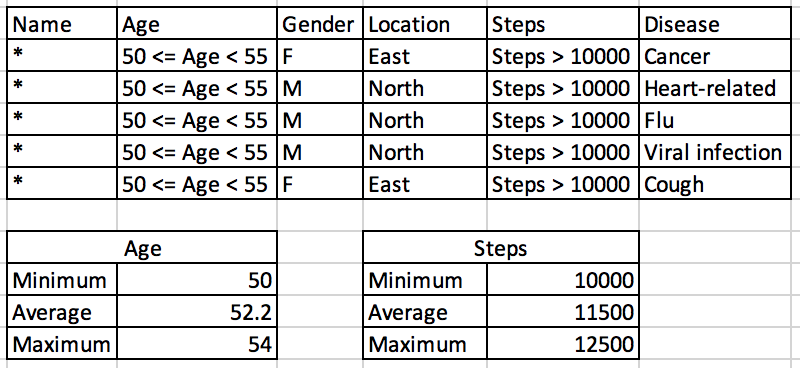 Name Age Gender Location Steps Disease
* 50 <= Age < 55 F East Steps > 10000 Cancer
* 50 <= Age < 55 M North Steps > 10000 Heart-related
* 50 <= Age < 55 M North Steps > 10000 Flu
* 50 <= Age < 55 M North Steps > 10000 Viral infection
* 50 <= Age < 55 F East Steps > 10000 Cough
Age Steps
Minimum 50 Minimum 10000
Average 52.2 Average 11500
Maximum 54 Maximum 12500